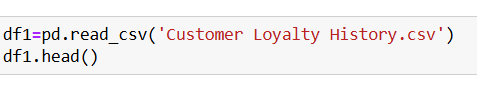 df1=pd.read_csv('Customer Loyalty History.csv')
df1.head()